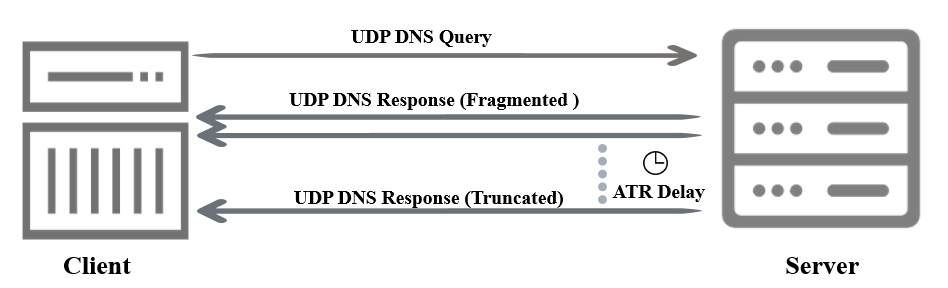 UDP DNS Query
UDP DNS Response (Fragmented )
ATR Delay
UDP DNS Response (Truncated)
Client
Server